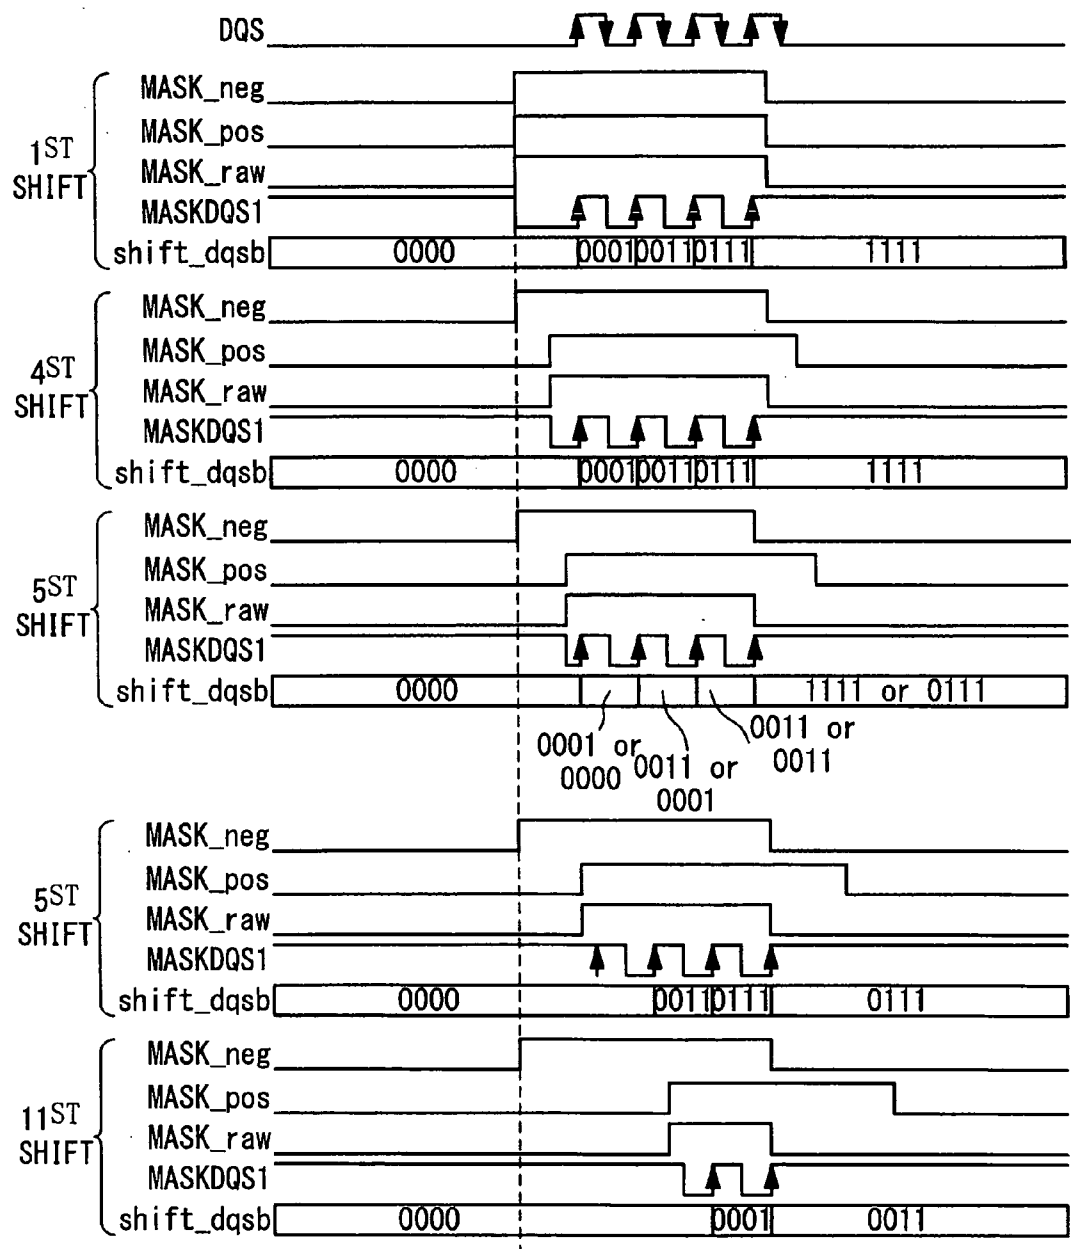 DQS
1ST
SHIFT
MASK_neg
MASK_pos
MASK_raw
MASKDQS1
shift_dqsb 0000 0001 0011 0111 1111
4ST
SHIFT
MASK_neg
MASK_pos
MASK_raw
MASKDQS1
shift_dqsb 0000 0001 0011 0111 1111
5ST
SHIFT
MASK_neg
MASK_pos
MASK_raw
MASKDQS1
shift_dqsb 0000 1111 or 0111
0001 or
0000
0011 or
0001
0011 or
0011
5ST
SHIFT
MASK_neg
MASK_pos
MASK_raw
MASKDQS1
shift_dqsb 0000 0011 0111 0111
11ST
SHIFT
MASK_neg
MASK_pos
MASK_raw
MASKDQS1
shift_dqsb 0000 0001 0011